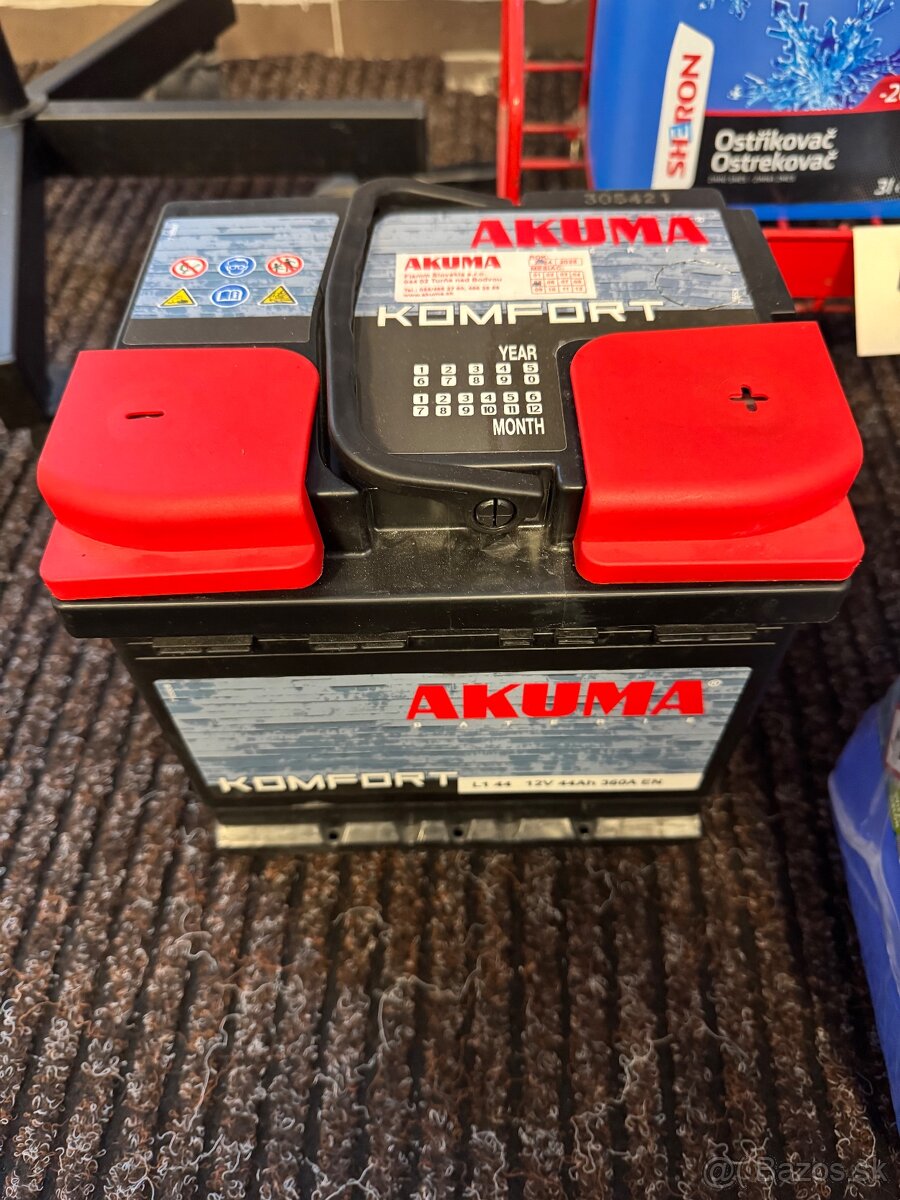 SHERON
-20
Ostřikovač
Ostrekovač
305421
AKUMA
AKUMA
KOMFORT
YEAR
1 2 3 4 5
6 7 8 9 0
1 2 3 4 5 6
7 8 9 10 11 12
MONTH
- +
AKUMA®
KOMFORT
L1 44 12V 44Ah 360A EN
@ Bazos.sk